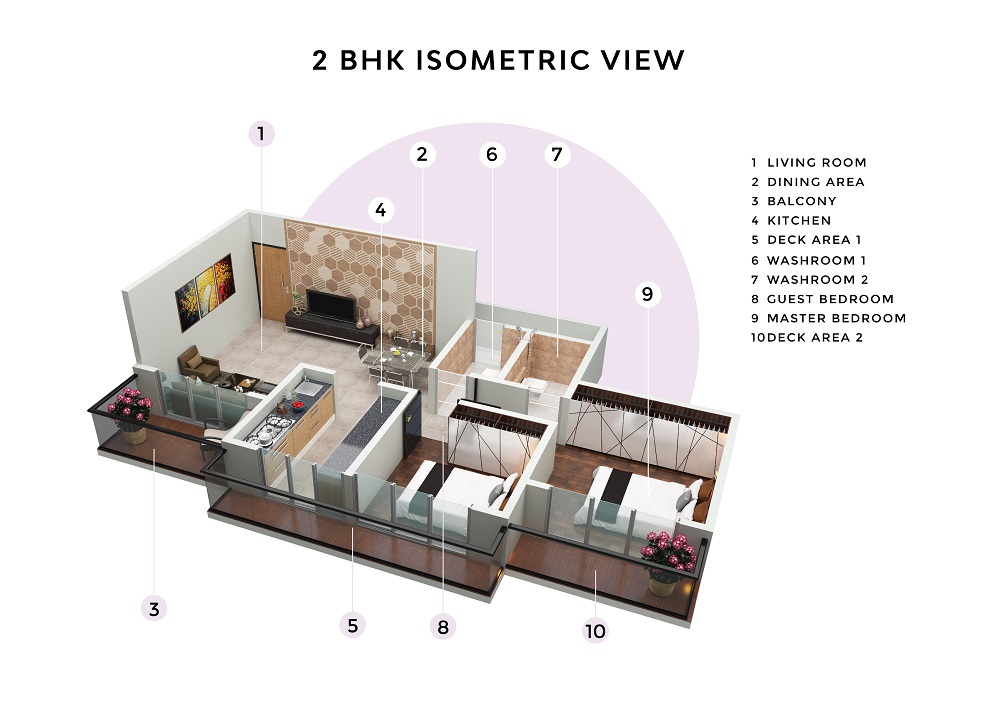 2 BHK ISOMETRIC VIEW
1
2
6
7
4
9
1 LIVING ROOM
2 DINING AREA
3 BALCONY
4 KITCHEN
5 DECK AREA 1
6 WASHROOM 1
7 WASHROOM 2
8 GUEST BEDROOM
9 MASTER BEDROOM
10DECK AREA 2
3
5
8
10